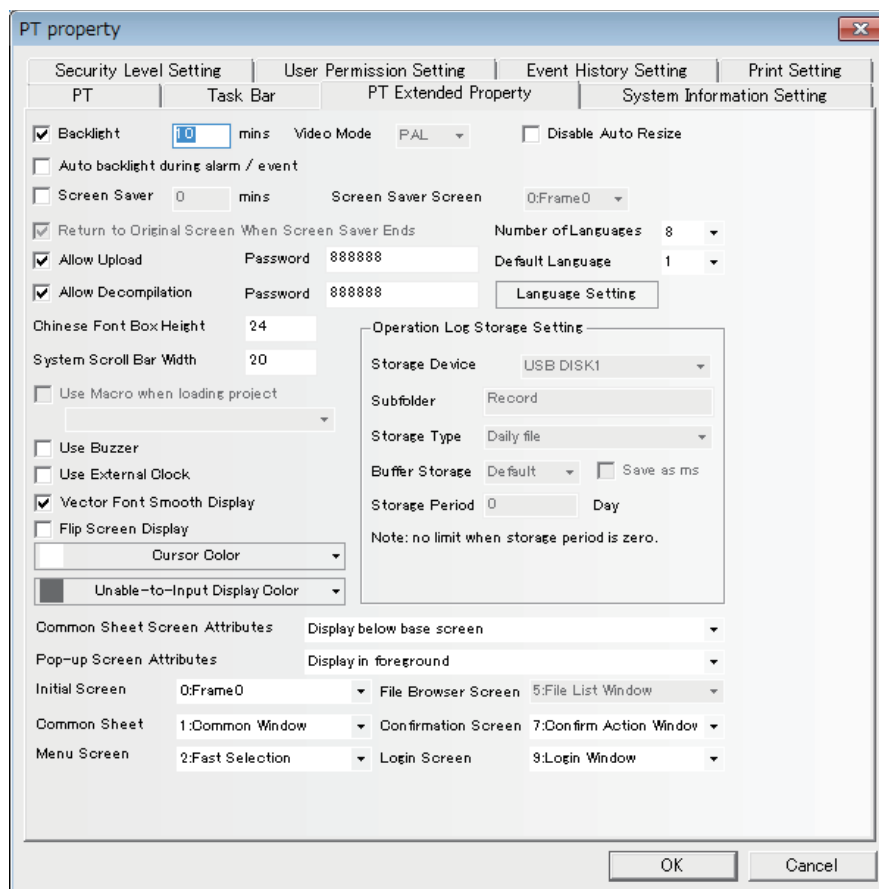 PT property
Security Level Setting User Permission Setting Event History Setting Print Setting
PT Task Bar PT Extended Property System Information Setting
Backlight 10 mins Video Mode PAL Disable Auto Resize
Auto backlight during alarm / event
Screen Saver 0 mins Screen Saver Screen 0:Frame0
Return to Original Screen When Screen Saver Ends Number of Languages 8
Allow Upload Password 888888 Default Language 1
Allow Decompilation Password 888888 Language Setting
Chinese Font Box Height 24 Operation Log Storage Setting
System Scroll Bar Width 20 Storage Device USB DISK1
Use Macro when loading project Subfolder Record
Storage Type Daily file
Use Buzzer
Use External Clock Buffer Storage Default Save as ms
Vector Font Smooth Display Storage Period 0 Day
Flip Screen Display Note: no limit when storage period is zero.
Cursor Color
Unable-to-Input Display Color
Common Sheet Screen Attributes Display below base screen
Pop-up Screen Attributes Display in foreground
Initial Screen 0:Frame0 File Browser Screen 5:File List Window
Common Sheet 1:Common Window Confirmation Screen 7:Confirm Action Window
Menu Screen 2:Fast Selection Login Screen 9:Login Window
OK Cancel